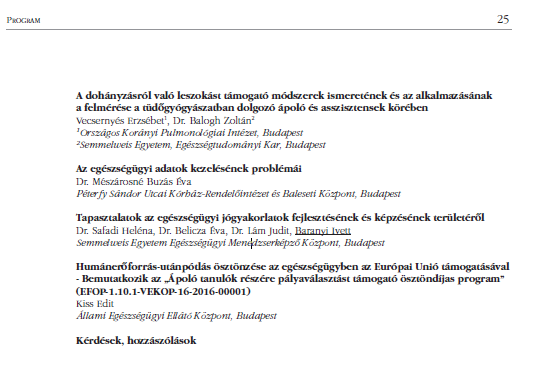 PROGRAM 25
A dohányzásról való leszokást támogató módszerek ismeretének és az alkalmazásának
a felmérése a tüdőgyógyászatban dolgozó ápoló és asszisztensek körében
Vecsernyés Erzsébet¹, Dr. Balogh Zoltán²
¹Országos Korányi Pulmonológiai Intézet, Budapest
²Semmelweis Egyetem, Egészségtudományi Kar, Budapest
Az egészségügyi adatok kezelésének problémái
Dr. Mészárosné Buzás Éva
Péterfy Sándor Utcai Kórház-Rendelőintézet és Baleseti Központ, Budapest
Tapasztalatok az egészségügyi jógyakorlatok fejlesztésének és képzésének területéről
Dr. Safadi Heléna, Dr. Belicza Éva, Dr. Lám Judit, Baranyi Ivett
Semmelweis Egyetem Egészségügyi Menedzserképző Központ, Budapest
Humánerőforrás-utánpótlás ösztönzése az egészségügyben az Európai Unió támogatásával
- Bemutatkozik az „Ápoló tanulók részére pályaválasztást támogató ösztöndíjas program"
(EFOP-1.10.1-VEKOP-16-2016-00001)
Kiss Edit
Állami Egészségügyi Ellátó Központ, Budapest
Kérdések, hozzászólások